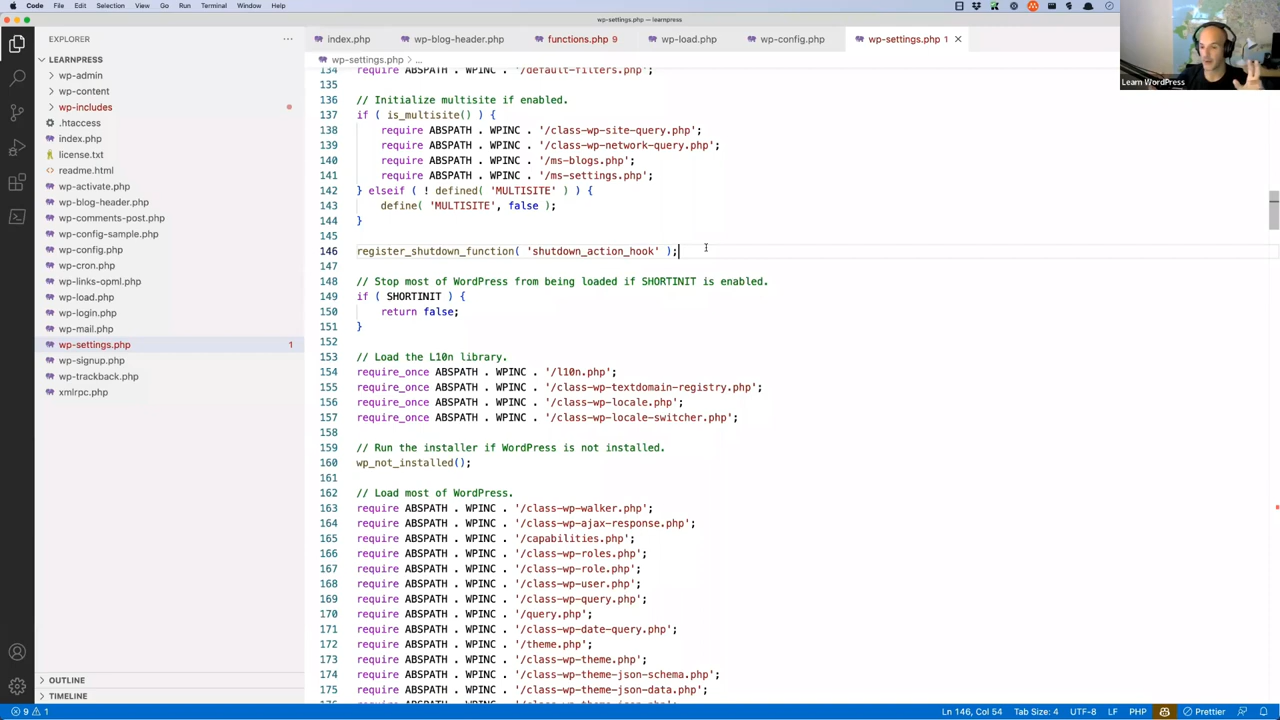 Code File Edit Selection View Go Run Terminal Window Help
wp-settings.php — learnpress
EXPLORER
LEARNPRESS
wp-admin
wp-content
wp-includes
.htaccess
index.php
license.txt
readme.html
wp-activate.php
wp-blog-header.php
wp-comments-post.php
wp-config-sample.php
wp-config.php
wp-cron.php
wp-links-opml.php
wp-load.php
wp-login.php
wp-mail.php
wp-settings.php 1
wp-signup.php
wp-trackback.php
xmlrpc.php
OUTLINE
TIMELINE
index.php wp-blog-header.php functions.php 9 wp-load.php wp-config.php wp-settings.php 1
wp-settings.php > ...
134 require ABSPATH . WPINC . '/default-filters.php';
135
136 // Initialize multisite if enabled.
137 if ( is_multisite() ) {
138 require ABSPATH . WPINC . '/class-wp-site-query.php';
139 require ABSPATH . WPINC . '/class-wp-network-query.php';
140 require ABSPATH . WPINC . '/ms-blogs.php';
141 require ABSPATH . WPINC . '/ms-settings.php';
142 } elseif ( ! defined( 'MULTISITE' ) ) {
143 define( 'MULTISITE', false );
144 }
145
146 register_shutdown_function( 'shutdown_action_hook' );
147
148 // Stop most of WordPress from being loaded if SHORTINIT is enabled.
149 if ( SHORTINIT ) {
150 return false;
151 }
152
153 // Load the L10n library.
154 require_once ABSPATH . WPINC . '/l10n.php';
155 require_once ABSPATH . WPINC . '/class-wp-textdomain-registry.php';
156 require_once ABSPATH . WPINC . '/class-wp-locale.php';
157 require_once ABSPATH . WPINC . '/class-wp-locale-switcher.php';
158
159 // Run the installer if WordPress is not installed.
160 wp_not_installed();
161
162 // Load most of WordPress.
163 require ABSPATH . WPINC . '/class-wp-walker.php';
164 require ABSPATH . WPINC . '/class-wp-ajax-response.php';
165 require ABSPATH . WPINC . '/capabilities.php';
166 require ABSPATH . WPINC . '/class-wp-roles.php';
167 require ABSPATH . WPINC . '/class-wp-role.php';
168 require ABSPATH . WPINC . '/class-wp-user.php';
169 require ABSPATH . WPINC . '/class-wp-query.php';
170 require ABSPATH . WPINC . '/query.php';
171 require ABSPATH . WPINC . '/class-wp-date-query.php';
172 require ABSPATH . WPINC . '/theme.php';
173 require ABSPATH . WPINC . '/class-wp-theme.php';
174 require ABSPATH . WPINC . '/class-wp-theme-json-schema.php';
175 require ABSPATH . WPINC . '/class-wp-theme-json-data.php';
Learn WordPress
9 1
Ln 146, Col 54 Tab Size: 4 UTF-8 LF PHP Prettier